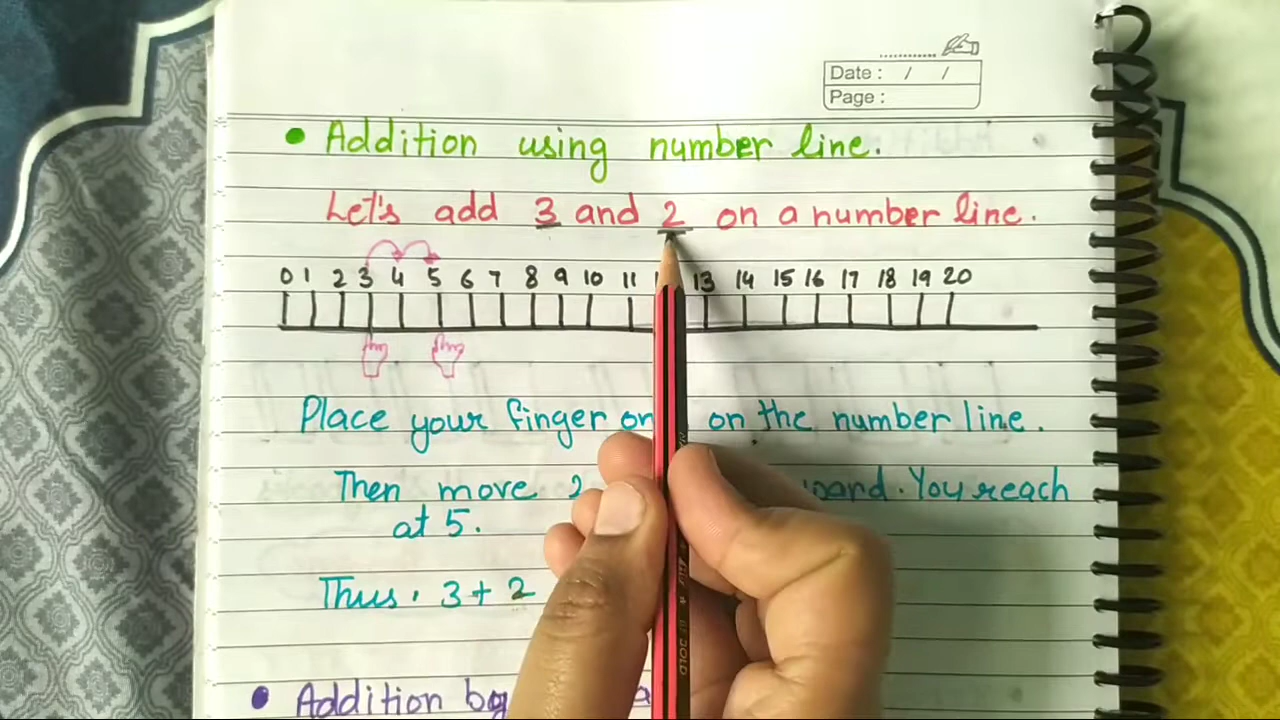 Date : / /
Page :
• Addition using number line.
Let's add 3 and 2 on a number line.
0 1 2 3 4 5 6 7 8 9 10 11 13 14 15 16 17 18 19 20
Place your finger on on the number line.
Then move 2 You reach
at 5.
Thus, 3 + 2
• Addition